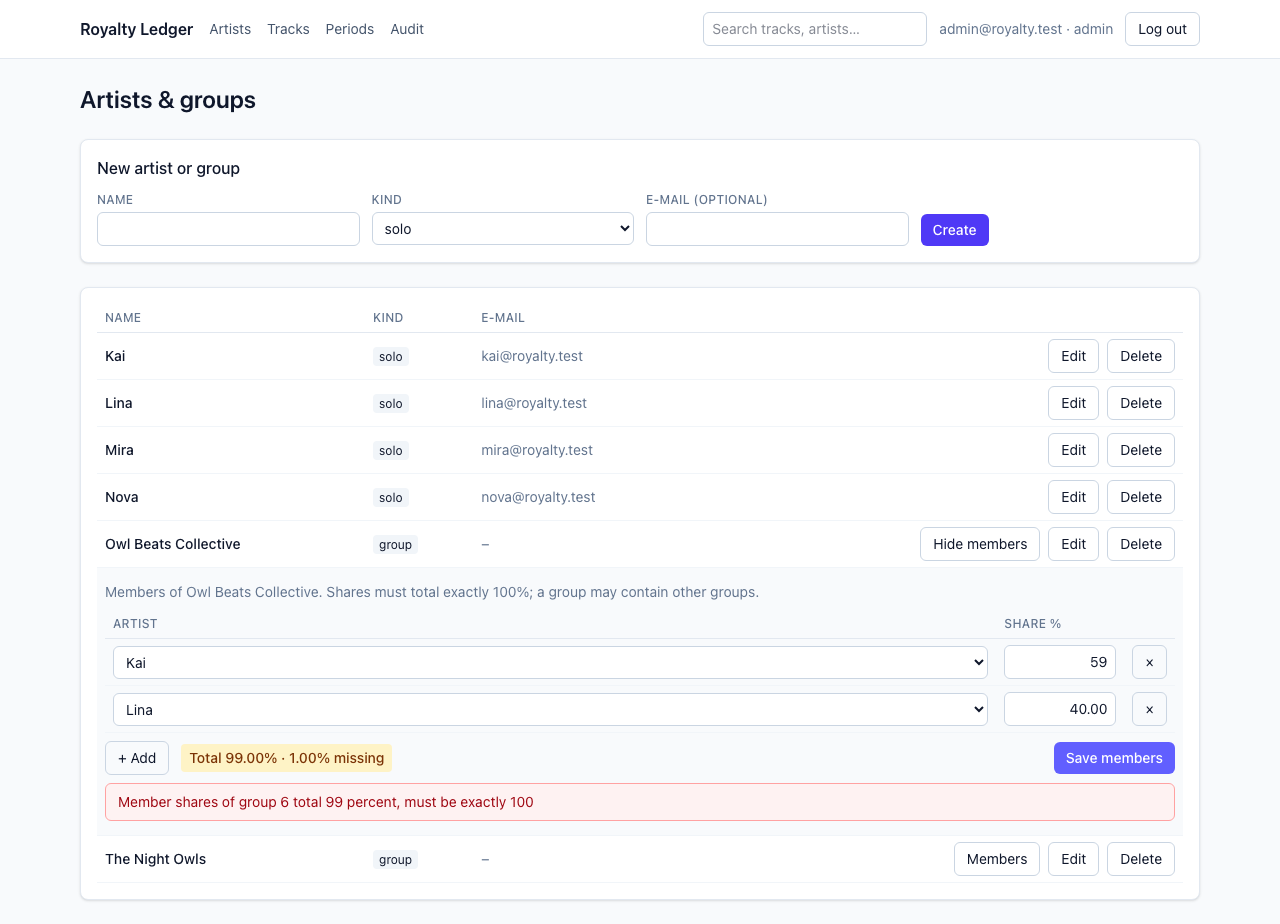 Royalty Ledger Artists Tracks Periods Audit Search tracks, artists... admin@royalty.test · admin Log out
Artists & groups
New artist or group
NAME KIND E-MAIL (OPTIONAL)
solo Create
NAME KIND E-MAIL
Kai solo kai@royalty.test Edit Delete
Lina solo lina@royalty.test Edit Delete
Mira solo mira@royalty.test Edit Delete
Nova solo nova@royalty.test Edit Delete
Owl Beats Collective group – Hide members Edit Delete
Members of Owl Beats Collective. Shares must total exactly 100%; a group may contain other groups.
ARTIST SHARE %
Kai 59 ×
Lina 40.00 ×
+ Add Total 99.00% · 1.00% missing Save members
Member shares of group 6 total 99 percent, must be exactly 100
The Night Owls group – Members Edit Delete